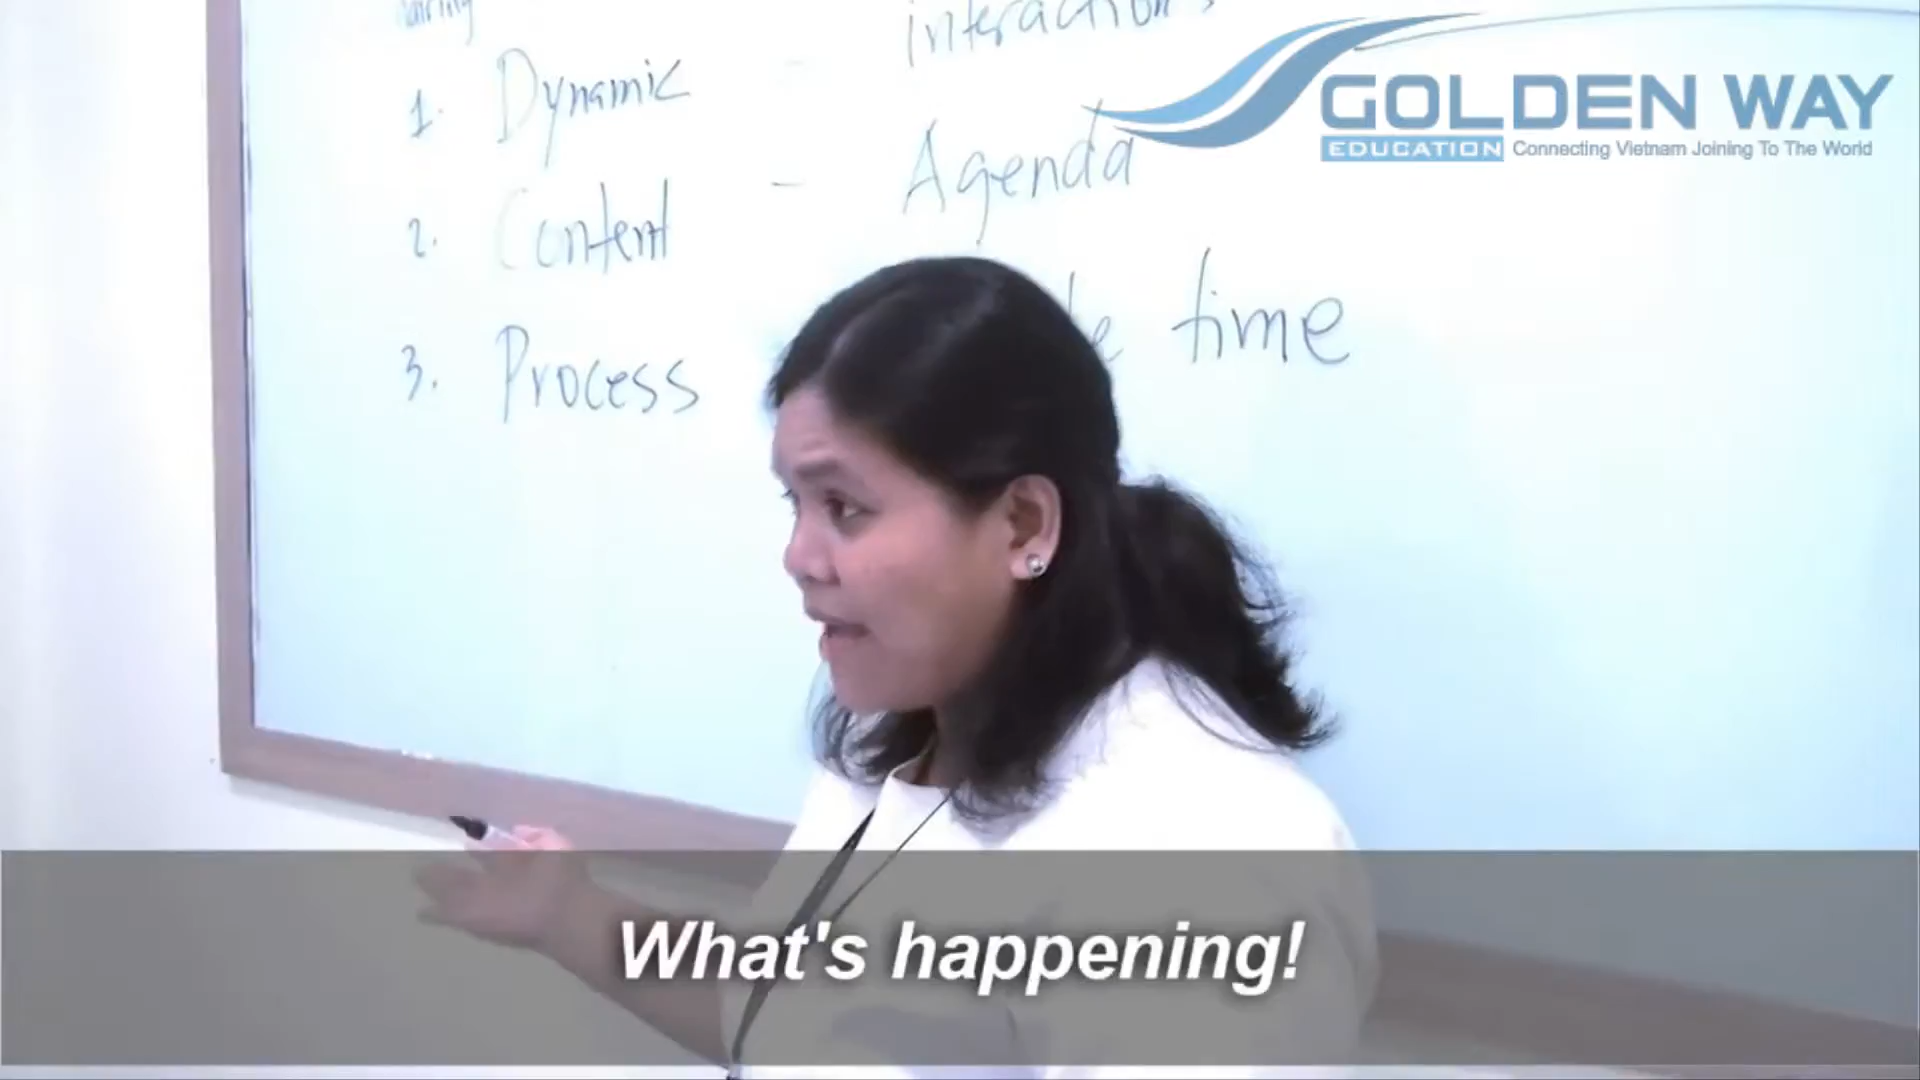 interactions
1. Dynamic -
2. Content - Agenda
3. Process time
GOLDEN WAY
EDUCATION Connecting Vietnam Joining To The World
What's happening!